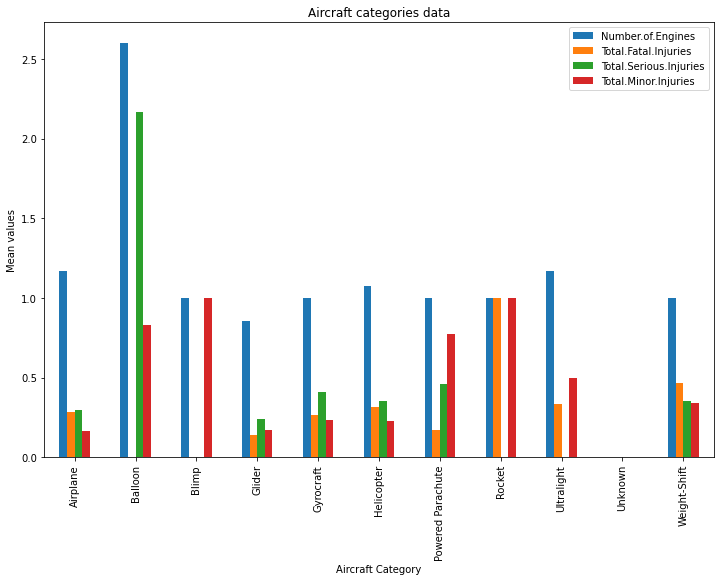 Aircraft categories data
Number.of.Engines
Total.Fatal.Injuries
Total.Serious.Injuries
Total.Minor.Injuries
Mean values
2.5
2.0
1.5
1.0
0.5
0.0
Airplane
Balloon
Blimp
Glider
Gyrocraft
Helicopter
Powered Parachute
Rocket
Ultralight
Unknown
Weight-Shift
Aircraft Category